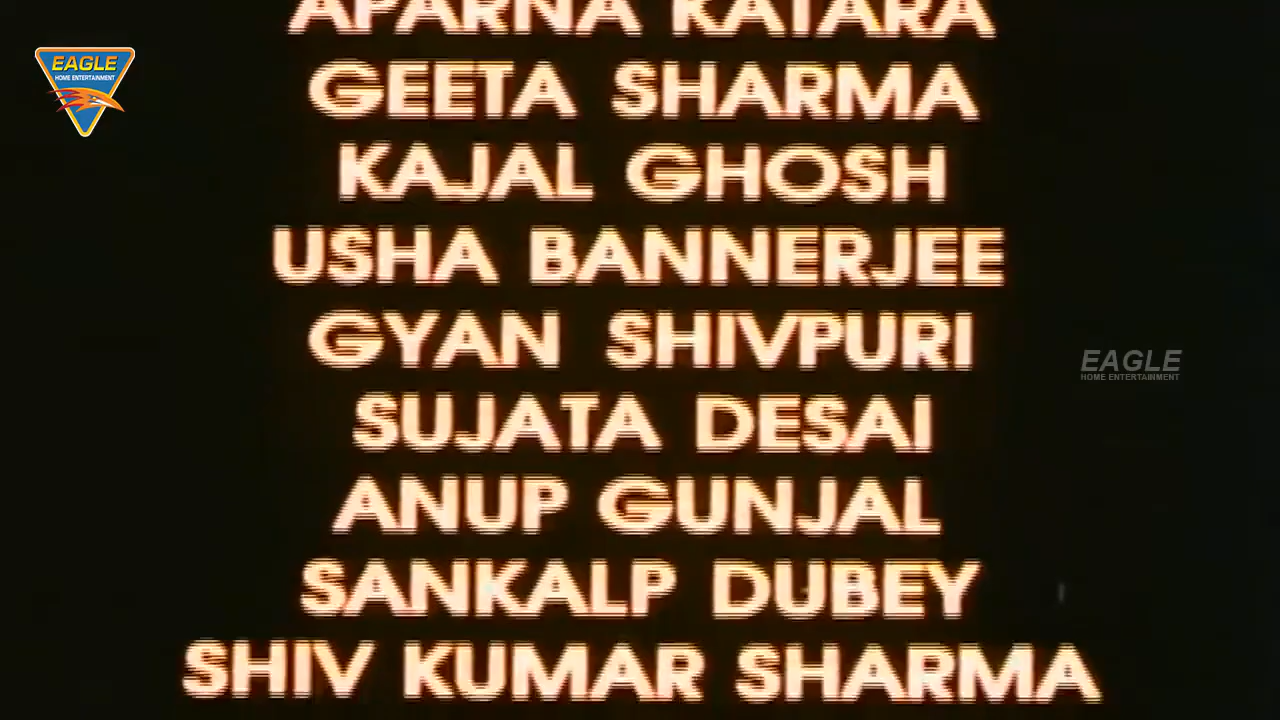 APARNA KATARA
EAGLE
HOME ENTERTAINMENT
GEETA SHARMA
KAJAL GHOSH
USHA BANNERJEE
GYAN SHIVPURI
EAGLE
HOME ENTERTAINMENT
SUJATA DESAI
ANUP GUNJAL
SANKALP DUBEY
SHIV KUMAR SHARMA